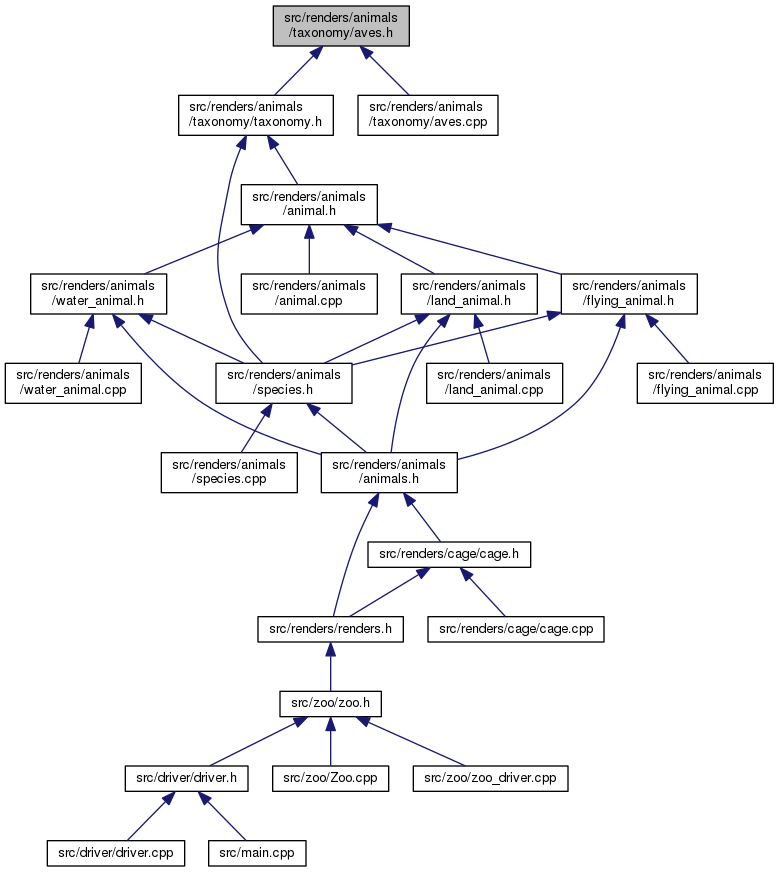 src/renders/animals
/taxonomy/aves.h
src/renders/animals
/taxonomy/taxonomy.h
src/renders/animals
/taxonomy/aves.cpp
src/renders/animals
/animal.h
src/renders/animals
/water_animal.h
src/renders/animals
/animal.cpp
src/renders/animals
/land_animal.h
src/renders/animals
/flying_animal.h
src/renders/animals
/water_animal.cpp
src/renders/animals
/species.h
src/renders/animals
/land_animal.cpp
src/renders/animals
/flying_animal.cpp
src/renders/animals
/species.cpp
src/renders/animals
/animals.h
src/renders/cage/cage.h
src/renders/renders.h
src/renders/cage/cage.cpp
src/zoo/zoo.h
src/driver/driver.h
src/zoo/Zoo.cpp
src/zoo/zoo_driver.cpp
src/driver/driver.cpp
src/main.cpp